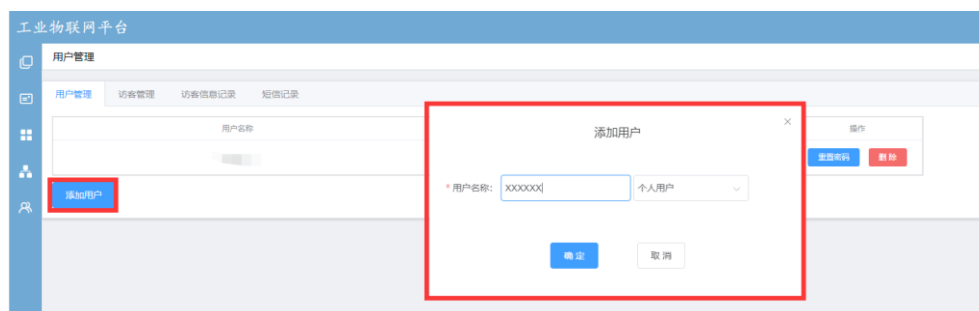 工业物联网平台
用户管理
用户管理 访客管理 访客信息记录 短信记录
用户名称 操作
重置密码 删除
添加用户
添加用户
* 用户名称: XXXXXX 个人用户
确定 取消